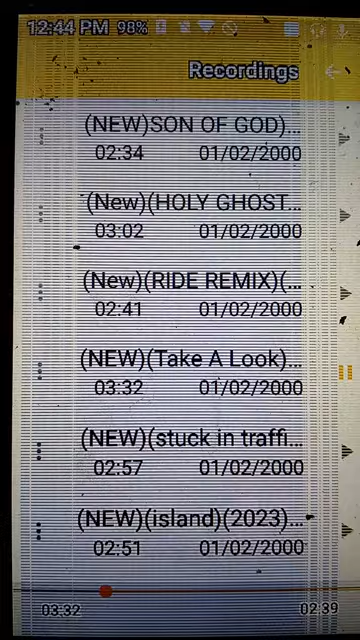 12:44 PM 98%
Recordings
(NEW)SON OF GOD)...
02:34 01/02/2000
(New)(HOLY GHOST...
03:02 01/02/2000
(New)(RIDE REMIX)(...
02:41 01/02/2000
(NEW)(Take A Look)...
03:32 01/02/2000
(NEW)(stuck in traffi...
02:57 01/02/2000
(NEW)(island)(2023)...
02:51 01/02/2000
03:32 02:39